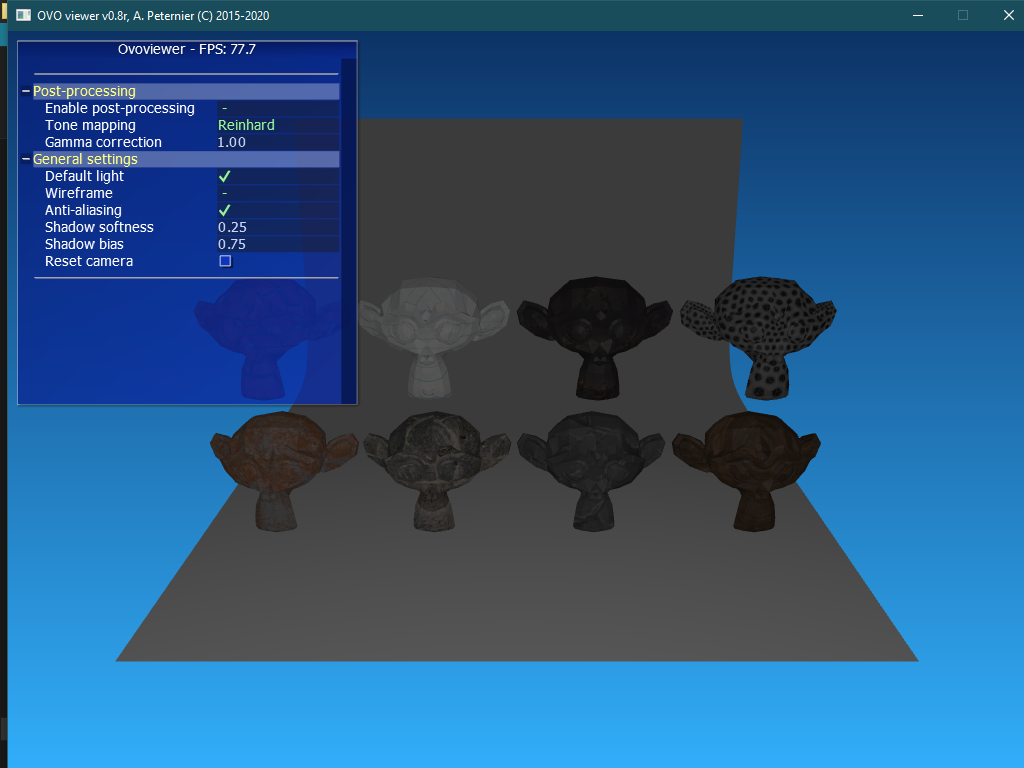 OVO viewer v0.8r, A. Peternier (C) 2015-2020
Ovoviewer - FPS: 77.7
Post-processing
Enable post-processing -
Tone mapping Reinhard
Gamma correction 1.00
General settings
Default light
Wireframe -
Anti-aliasing
Shadow softness 0.25
Shadow bias 0.75
Reset camera